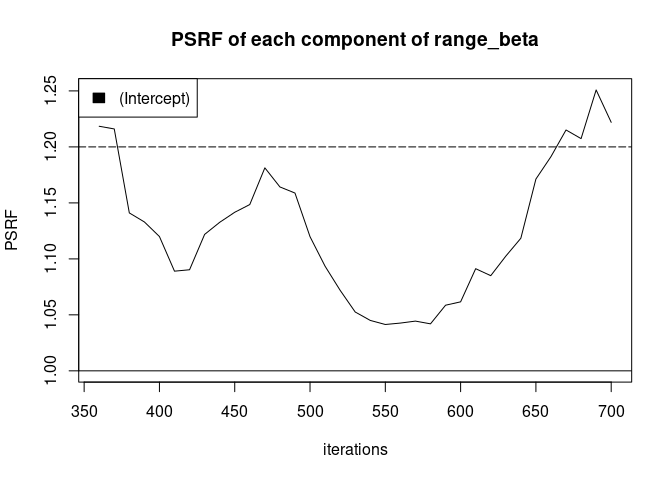 PSRF of each component of range_beta
(Intercept)
PSRF
1.25
1.20
1.15
1.10
1.05
1.00
350 400 450 500 550 600 650 700
iterations